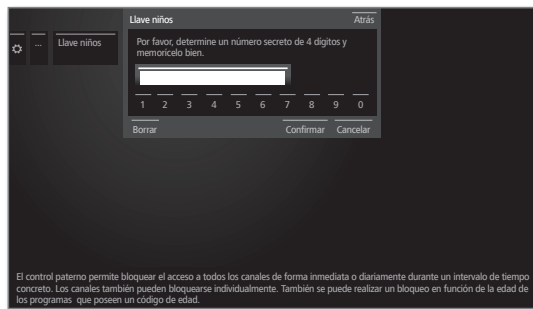 Llave niños Atrás
... Llave niños
Por favor, determine un número secreto de 4 dígitos y
memorícelo bien.
1 2 3 4 5 6 7 8 9 0
Borrar Confirmar Cancelar
El control paterno permite bloquear el acceso a todos los canales de forma inmediata o diariamente durante un intervalo de tiempo
concreto. Los canales también pueden bloquearse individualmente. También se puede realizar un bloqueo en función de la edad de
los programas que poseen un código de edad.